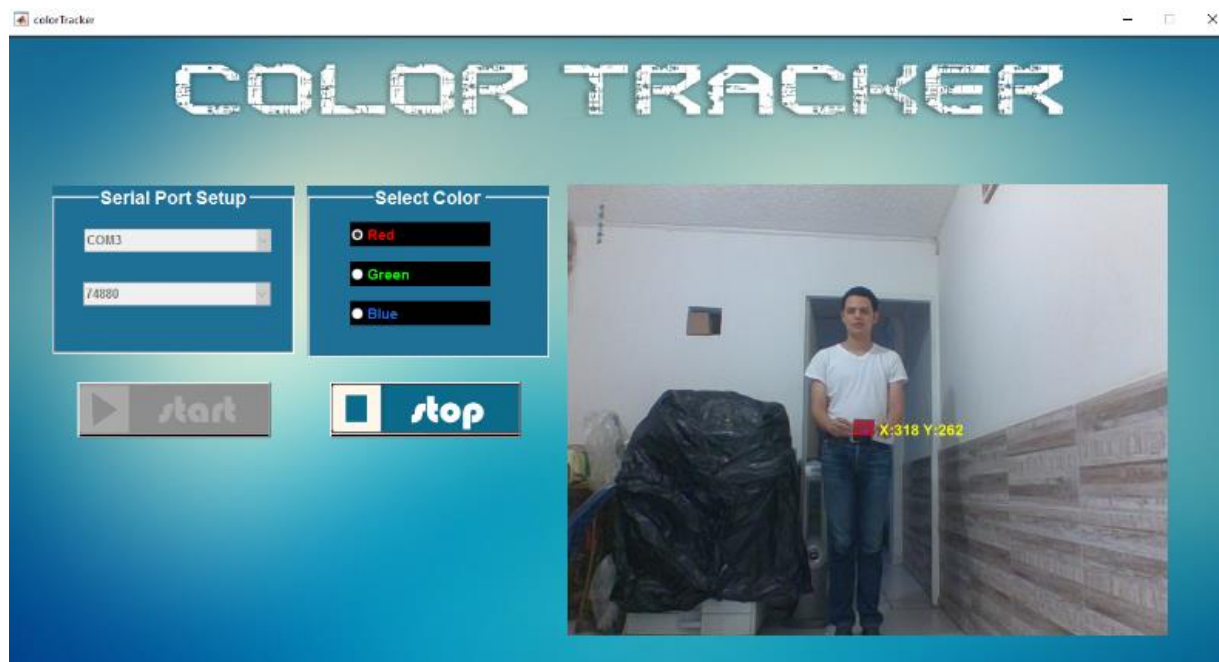 colorTracker
COLOR TRACKER
Serial Port Setup
COM3
74880
Select Color
Red
Green
Blue
start
stop
X:318 Y:262